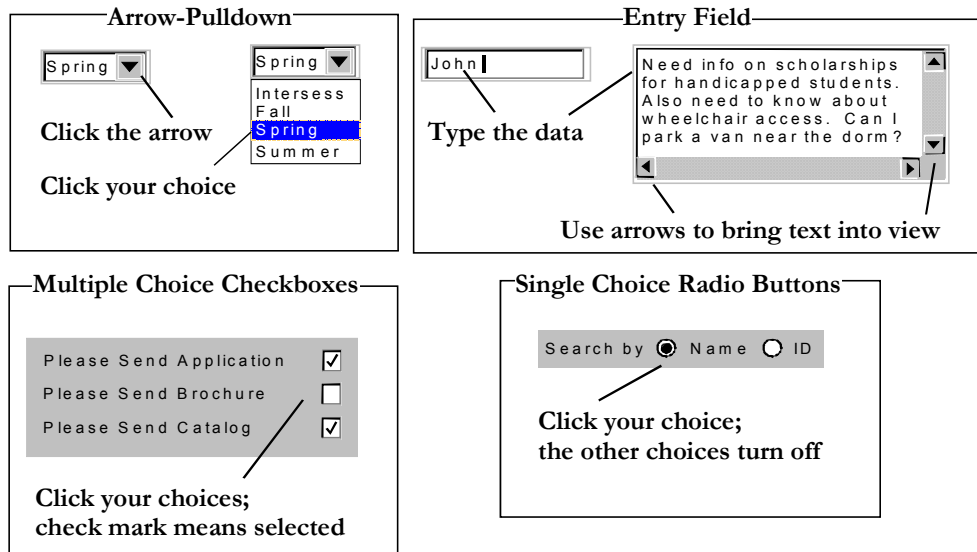 Arrow-Pulldown
Spring
Spring
Intersess
Fall
Spring
Summer
Click the arrow
Click your choice
Entry Field
John
Need info on scholarships
for handicapped students.
Also need to know about
wheelchair access. Can I
park a van near the dorm?
Type the data
Use arrows to bring text into view
Multiple Choice Checkboxes
Please Send Application
Please Send Brochure
Please Send Catalog
Click your choices;
check mark means selected
Single Choice Radio Buttons
Search by Name ID
Click your choice;
the other choices turn off